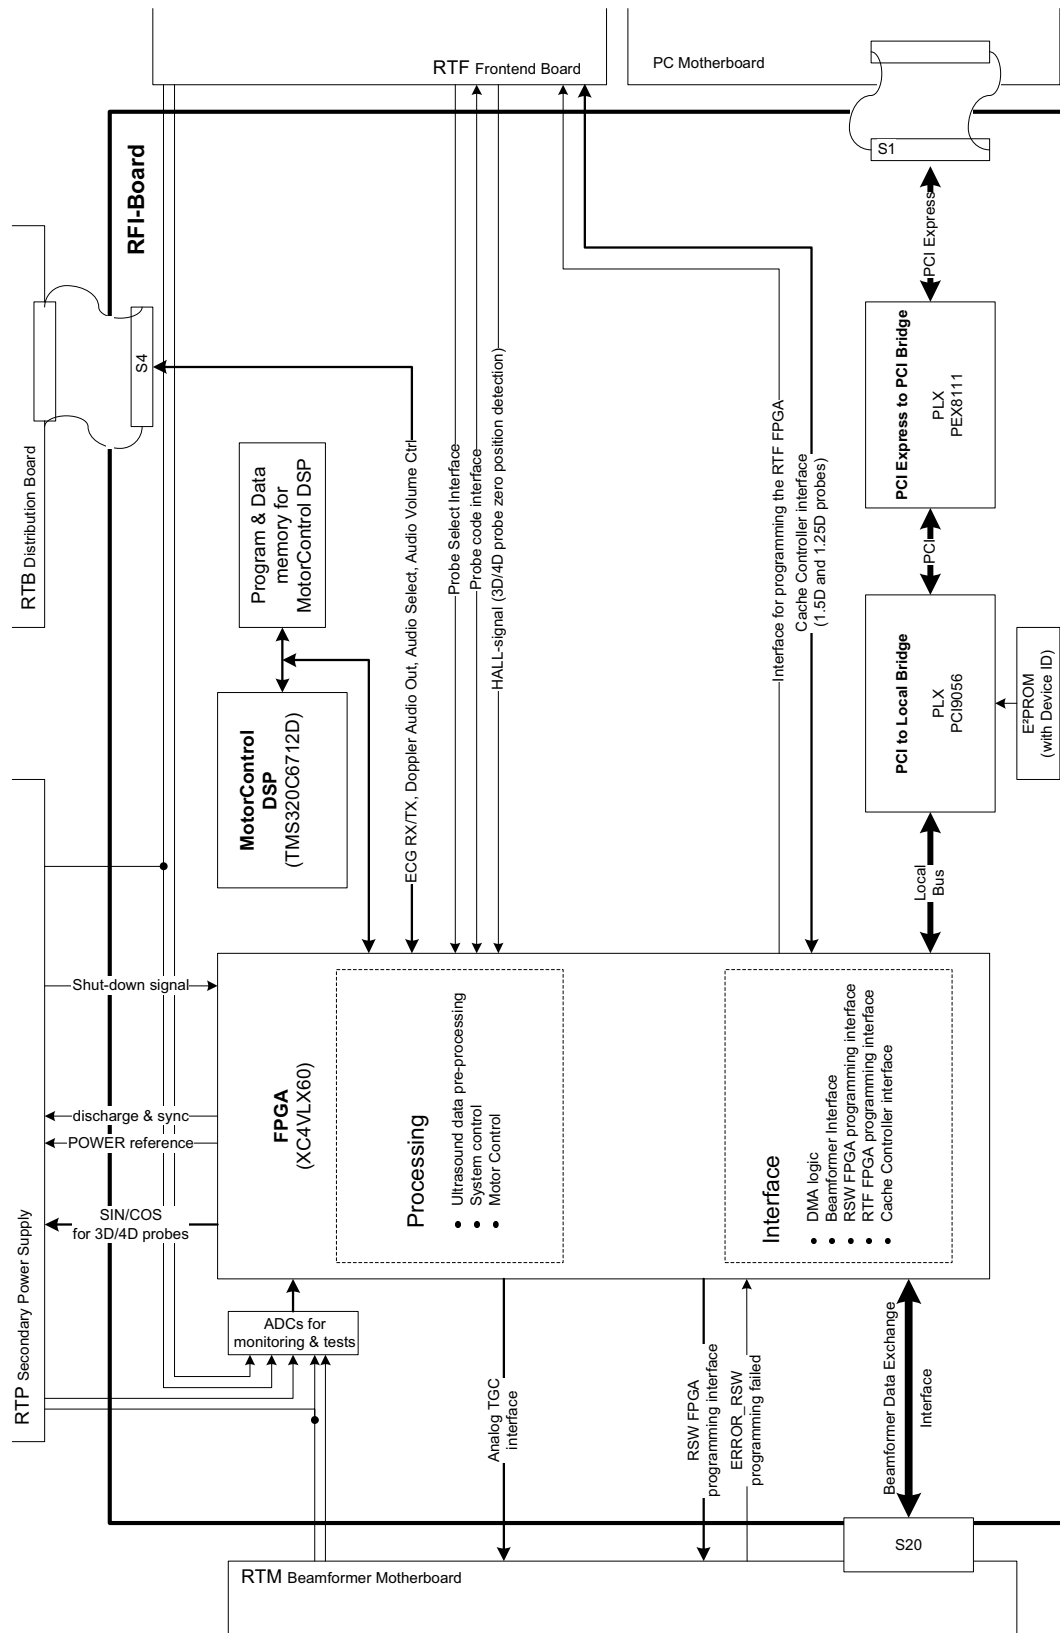 RTF Frontend Board
PC Motherboard
S1
RFI-Board
RTB Distribution Board
S4
PCI Express
PCI Express to PCI Bridge
PLX
PEX8111
PCI
PCI to Local Bridge
PLX
PCI9056
E²PROM
(with Device ID)
Local
Bus
Program & Data
memory for
MotorControl DSP
MotorControl
DSP
(TMS320C6712D)
ECG RX/TX, Doppler Audio Out, Audio Select, Audio Volume Ctrl
Probe Select Interface
Probe code interface
HALL-signal (3D/4D probe zero position detection)
Interface for programming the RTF FPGA
Cache Controller interface
(1.5D and 1.25D probes)
RTP Secondary Power Supply
Shut-down signal
discharge & sync
POWER reference
SIN/COS
for 3D/4D probes
FPGA
(XC4VLX60)
Processing
• Ultrasound data pre-processing
• System control
• Motor Control
Interface
• DMA logic
• Beamformer Interface
• RSW FPGA programming interface
• RTF FPGA programming interface
• Cache Controller interface
ADCs for
monitoring & tests
Analog TGC
interface
RSW FPGA
programming interface
ERROR_RSW
programming failed
Beamformer Data Exchange
Interface
S20
RTM Beamformer Motherboard